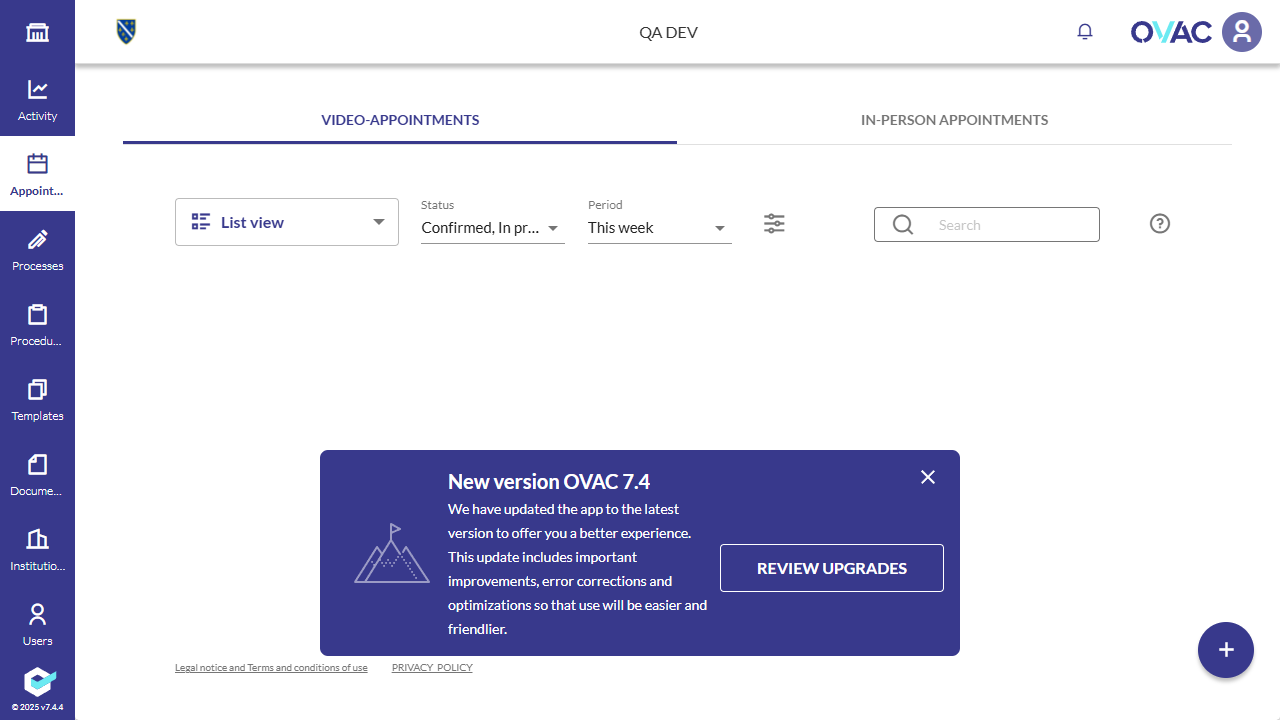 QA DEV
OVAC
Activity
Appoint...
Processes
Procedu...
Templates
Docume...
Institutio...
Users
© 2025 v7.4.4
VIDEO-APPOINTMENTS
IN-PERSON APPOINTMENTS
List view
Status
Confirmed, In pr...
Period
This week
Search
New version OVAC 7.4
We have updated the app to the latest
version to offer you a better experience.
This update includes important
improvements, error corrections and
optimizations so that use will be easier and
friendlier.
REVIEW UPGRADES
Legal notice and Terms and conditions of use
PRIVACY POLICY